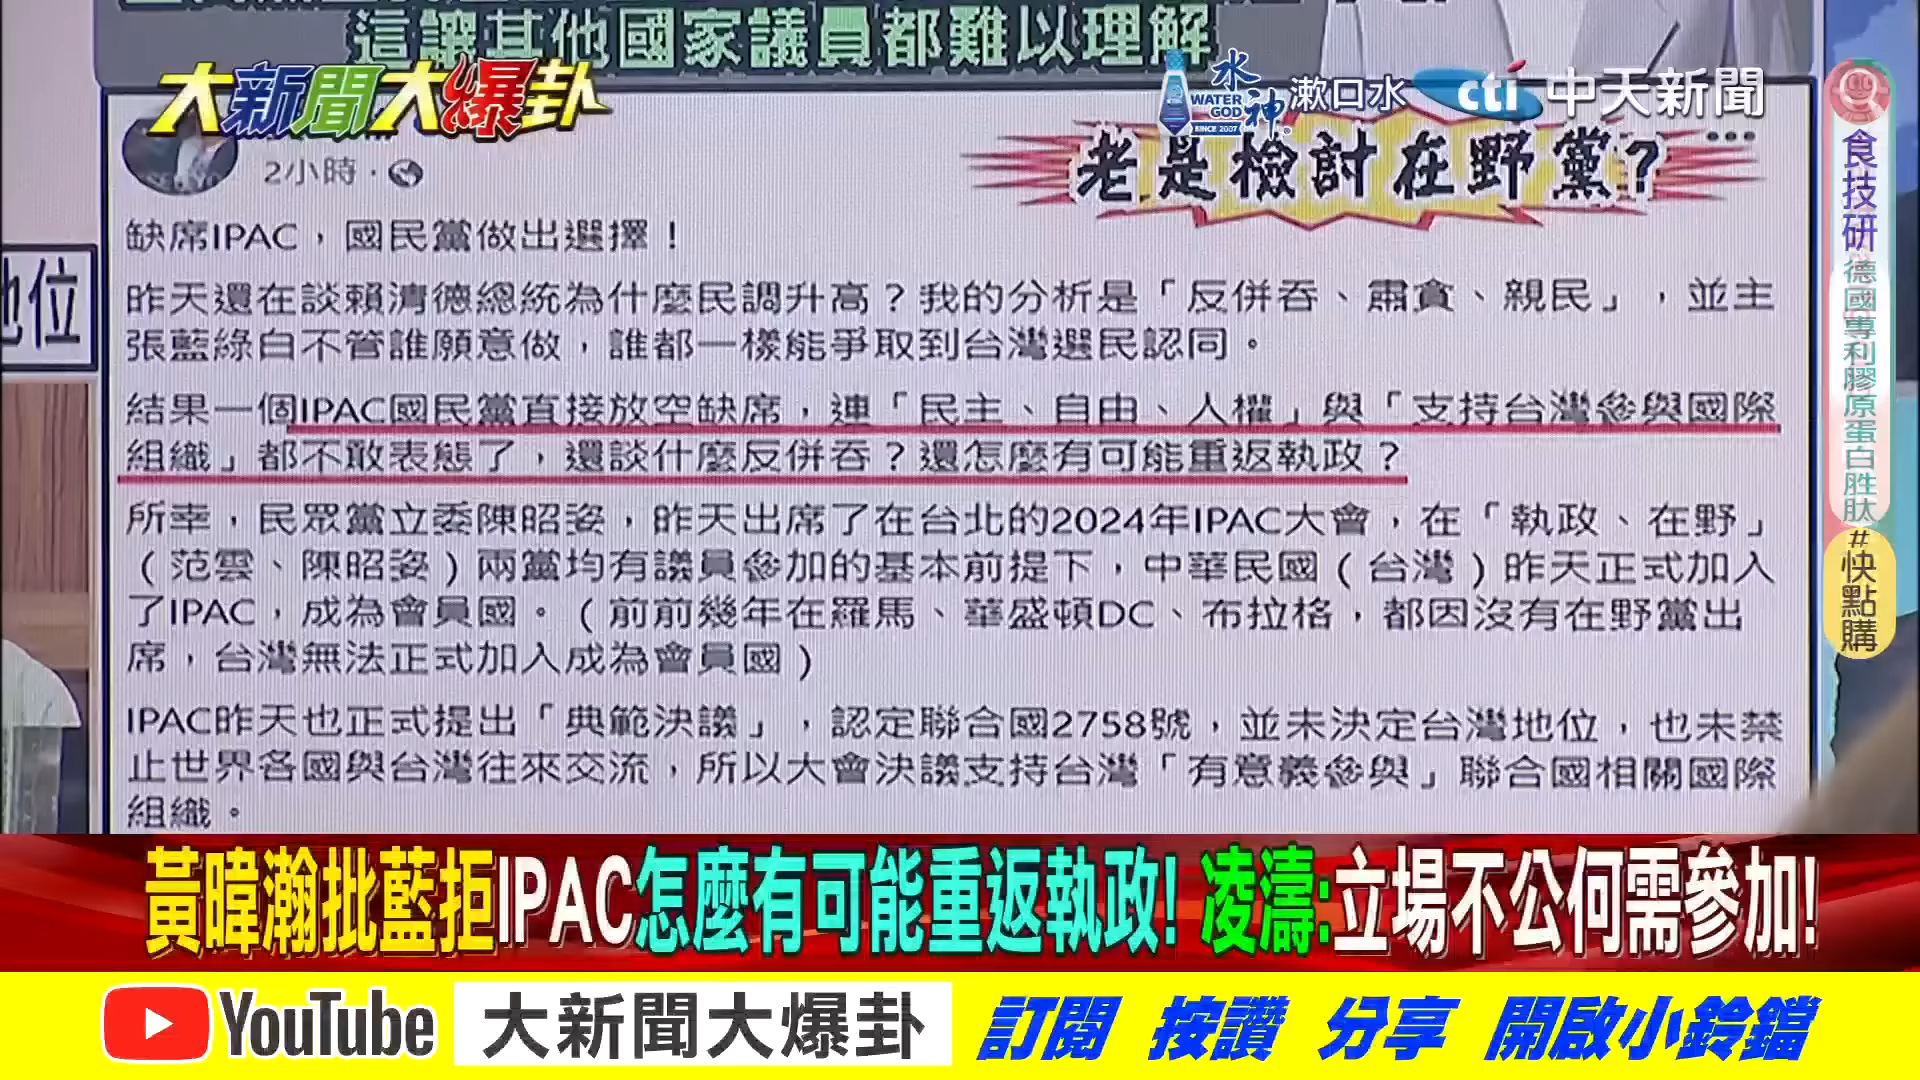 這讓其他國家議員都難以理解
大新聞大爆卦
水神
WATER GOD
SINCE 2007
漱口水
cti 中天新聞
2小時
老是檢討在野黨?...
缺席IPAC，國民黨做出選擇！
昨天還在談賴清德總統為什麼民調升高？我的分析是「反併吞、肅貪、親民」，並主
張藍綠白不管誰願意做，誰都一樣能爭取到台灣選民認同。
結果一個IPAC國民黨直接放空缺席，連「民主、自由、人權」與「支持台灣參與國際
組織」都不敢表態了，還談什麼反併吞？還怎麼有可能重返執政？
所幸，民眾黨立委陳昭姿，昨天出席了在台北的2024年IPAC大會，在「執政、在野」
（范雲、陳昭姿）兩黨均有議員參加的基本前提下，中華民國（台灣）昨天正式加入
了IPAC，成為會員國。（前前幾年在羅馬、華盛頓DC、布拉格，都因沒有在野黨出
席，台灣無法正式加入成為會員國）
IPAC昨天也正式提出「典範決議」，認定聯合國2758號，並未決定台灣地位，也未禁
止世界各國與台灣往來交流，所以大會決議支持台灣「有意義參與」聯合國相關國際
組織。
地位
食技研
德國專利膠原蛋白胜肽
#快點購
黃暐瀚批藍拒IPAC怎麼有可能重返執政! 凌濤:立場不公何需參加!
YouTube 大新聞大爆卦 訂閱 按讚 分享 開啟小鈴鐺